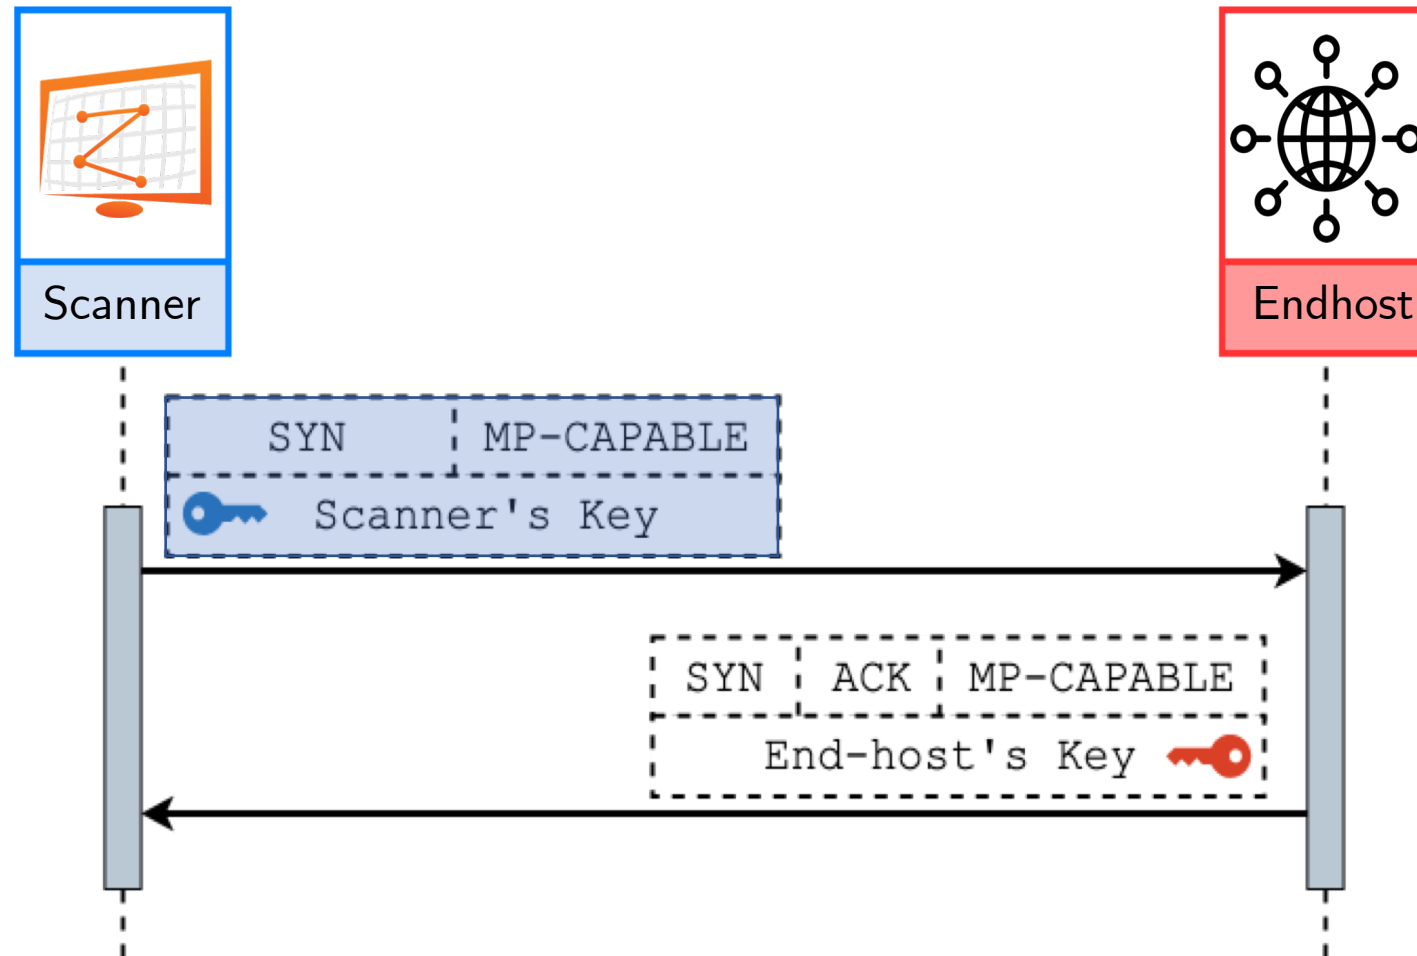 Scanner
Endhost
SYN MP-CAPABLE
Scanner's Key
SYN ACK MP-CAPABLE
End-host's Key